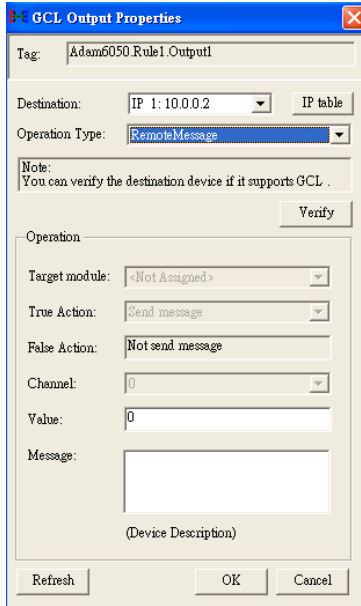 GCL Output Properties
Tag: Adam6050.Rule1.Output1
Destination: IP 1: 10.0.0.2 IP table
Operation Type: RemoteMessage
Note:
You can verify the destination device if it supports GCL .
Verify
Operation
Target module: <Not Assigned>
True Action: Send message
False Action: Not send message
Channel: 0
Value: 0
Message:
(Device Description)
Refresh OK Cancel